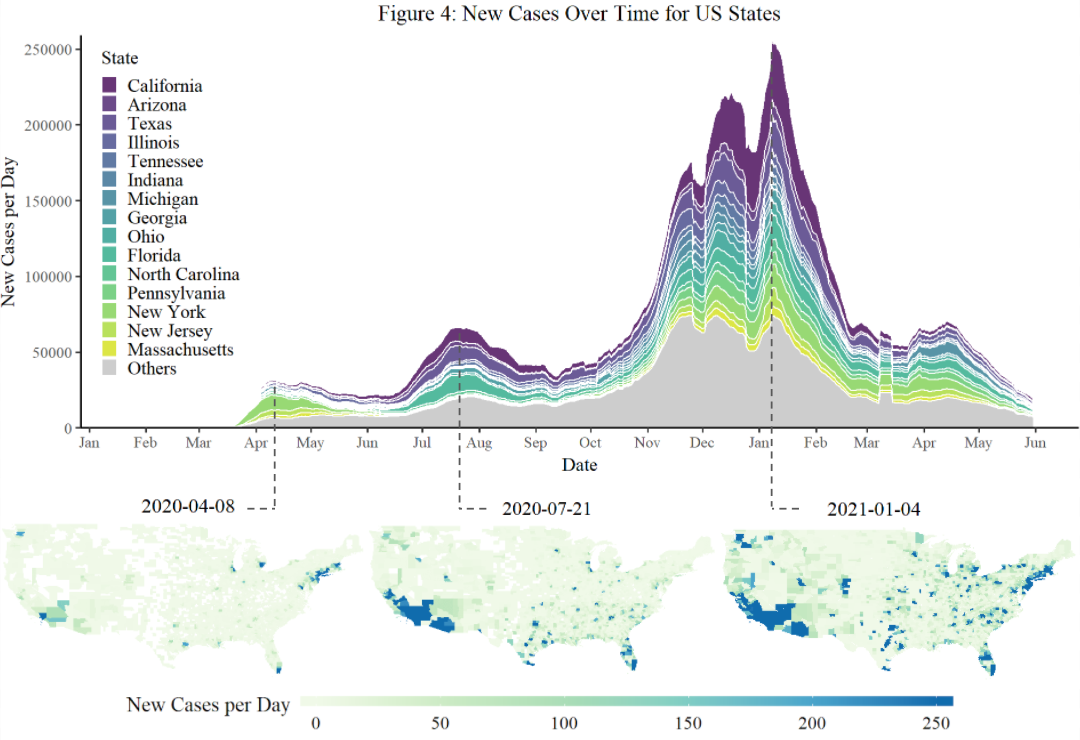 Figure 4: New Cases Over Time for US States
New Cases per Day
250000
200000
150000
100000
50000
0
State
California
Arizona
Texas
Illinois
Tennessee
Indiana
Michigan
Georgia
Ohio
Florida
North Carolina
Pennsylvania
New York
New Jersey
Massachusetts
Others
Jan Feb Mar Apr May Jun Jul Aug Sep Oct Nov Dec Jan Feb Mar Apr May Jun
Date
2020-04-08 2020-07-21 2021-01-04
New Cases per Day
0 50 100 150 200 250